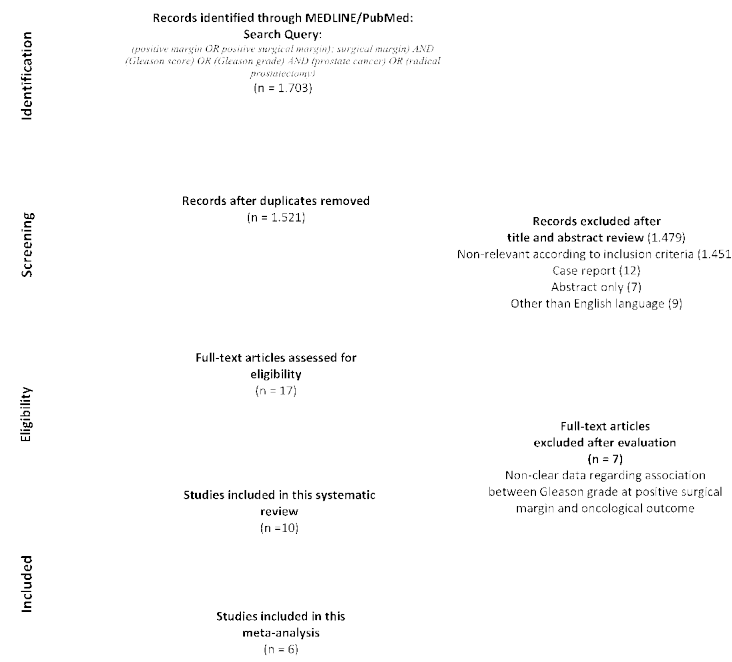 Identification
Records identified through MEDLINE/PubMed:
Search Query:
(positive margin OR positive surgical margin); surgical margin) AND
(Gleason score) OR (Gleason grade) AND (prostate cancer) OR (radical
prostatectomy)
(n = 1.703)
Screening
Records after duplicates removed
(n = 1.521)
Records excluded after
title and abstract review (1.479)
Non-relevant according to inclusion criteria (1.451
Case report (12)
Abstract only (7)
Other than English language (9)
Eligibility
Full-text articles assessed for
eligibility
(n = 17)
Full-text articles
excluded after evaluation
(n = 7)
Non-clear data regarding association
between Gleason grade at positive surgical
margin and oncological outcome
Studies included in this systematic
review
(n =10)
Included
Studies included in this
meta-analysis
(n = 6)